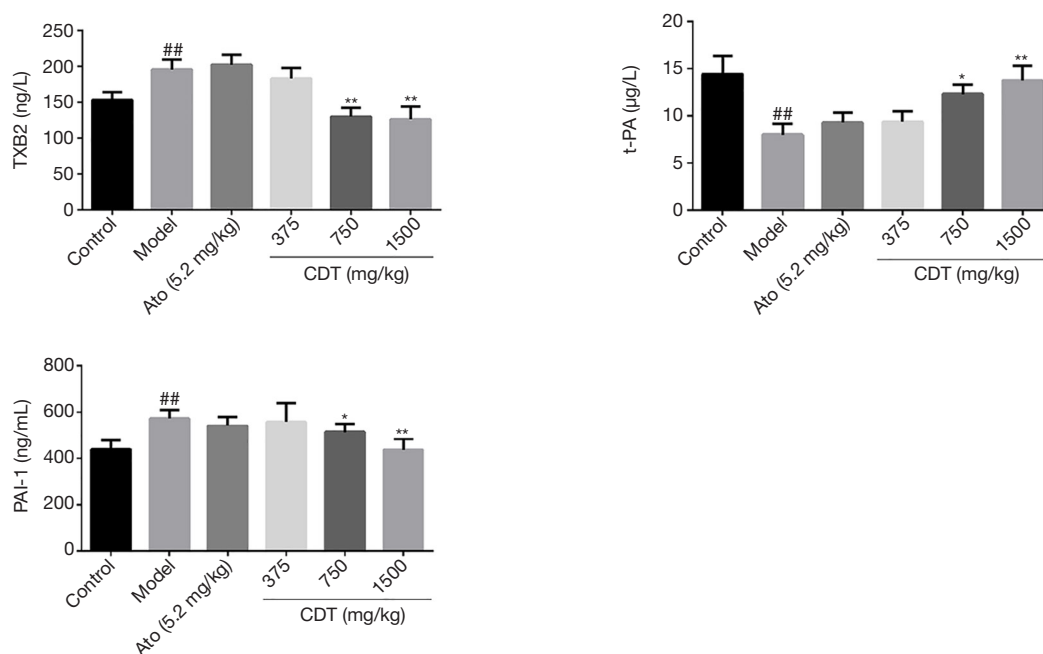 TXB2 (ng/L)
250
200
150
100
50
0
##
**
**
Control
Model
Ato (5.2 mg/kg)
375
750
1500
CDT (mg/kg)
t-PA (μg/L)
20
15
10
5
0
##
*
**
Control
Model
Ato (5.2 mg/kg)
375
750
1500
CDT (mg/kg)
PAI-1 (ng/mL)
800
600
400
200
0
##
*
**
Control
Model
Ato (5.2 mg/kg)
375
750
1500
CDT (mg/kg)